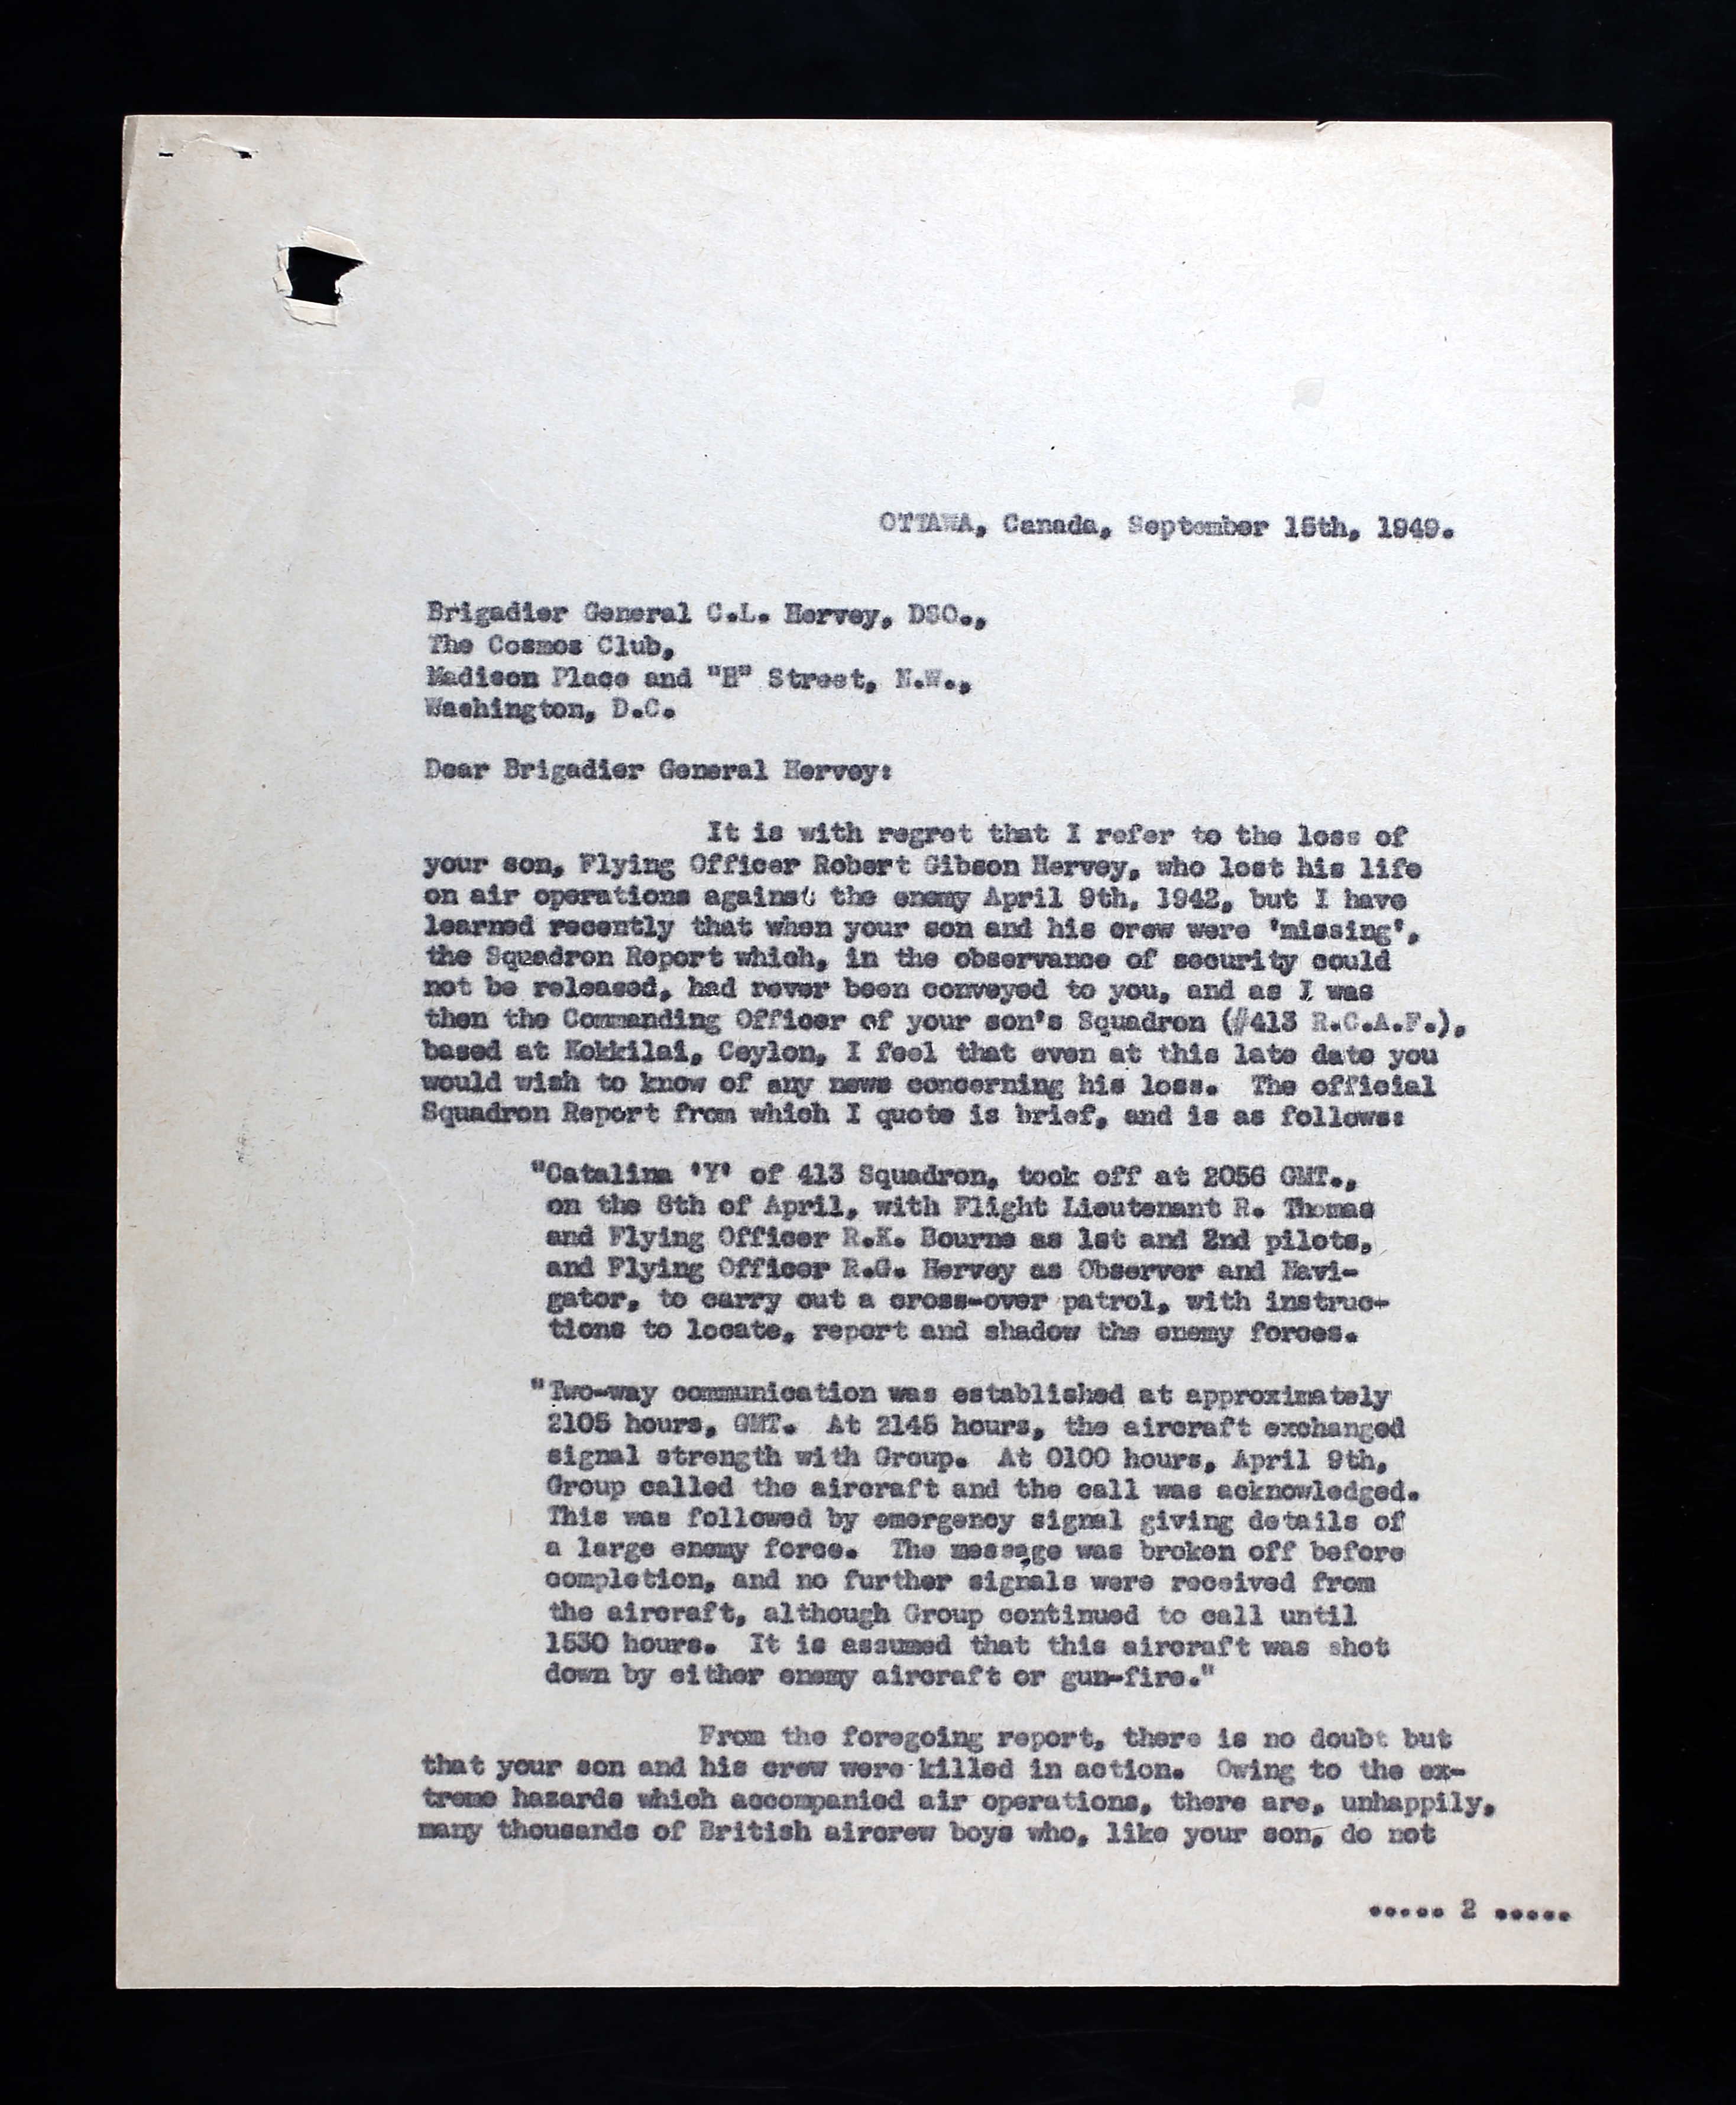 OTTAWA, Canada, September 15th, 1949.
Brigadier General C.L. Hervey, DSO.,
The Cosmos Club,
Madison Place and "H" Street, N.W.,
Washington, D.C.
Dear Brigadier General Hervey:
It is with regret that I refer to the loss of
your son, Flying Officer Robert Gibson Hervey, who lost his life
on air operations against the enemy April 9th, 1942, but I have
learned recently that when your son and his crew were 'missing',
the Squadron Report which, in the observance of security could
not be released, had never been conveyed to you, and as I was
then the Commanding Officer of your son's Squadron (#413 R.C.A.F.),
based at Kokkilai, Ceylon, I feel that even at this late date you
would wish to know of any news concerning his loss. The official
Squadron Report from which I quote is brief, and is as follows:
"Catalina 'Y' of 413 Squadron, took off at 2056 GMT.,
on the 8th of April, with Flight Lieutenant R. Thomas
and Flying Officer R.K. Bourne as 1st and 2nd pilots,
and Flying Officer R.G. Hervey as Observer and Navi-
gator, to carry out a cross-over patrol, with instruc-
tions to locate, report and shadow the enemy forces.
"Two-way communication was established at approximately
2105 hours, GMT. At 2145 hours, the aircraft exchanged
signal strength with Group. At 0100 hours, April 9th,
Group called the aircraft and the call was acknowledged.
This was followed by emergency signal giving details of
a large enemy force. The message was broken off before
completion, and no further signals were received from
the aircraft, although Group continued to call until
1530 hours. It is assumed that this aircraft was shot
down by either enemy aircraft or gun-fire."
From the foregoing report, there is no doubt but
that your son and his crew were killed in action. Owing to the ex-
treme hazards which accompanied air operations, there are, unhappily,
many thousands of British aircrew boys who, like your son, do not
..... 2 .....